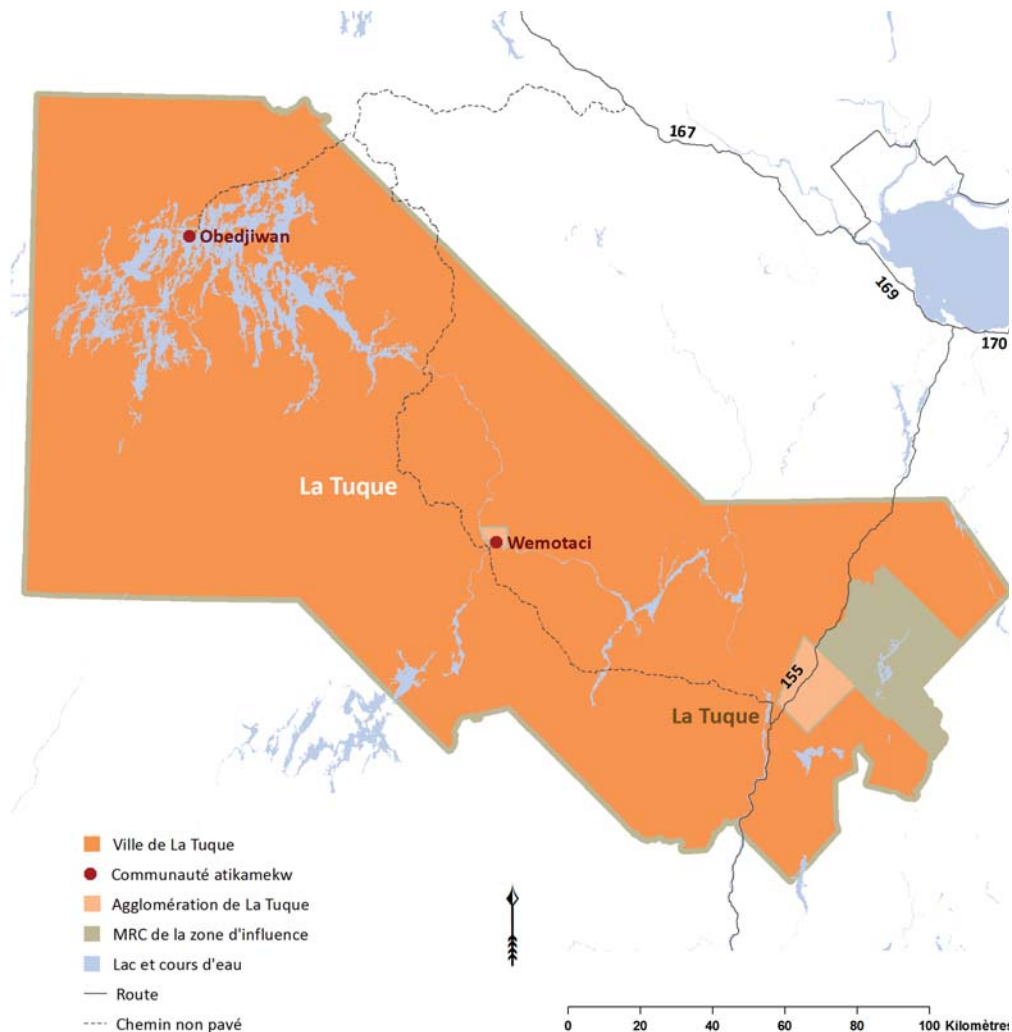 167
Obedjiwan
169
170
La Tuque
Wemotaci
155
La Tuque
Ville de La Tuque
Communauté atikamekw
Agglomération de La Tuque
MRC de la zone d'influence
Lac et cours d'eau
Route
Chemin non pavé
0 20 40 60 80 100
Kilomètres